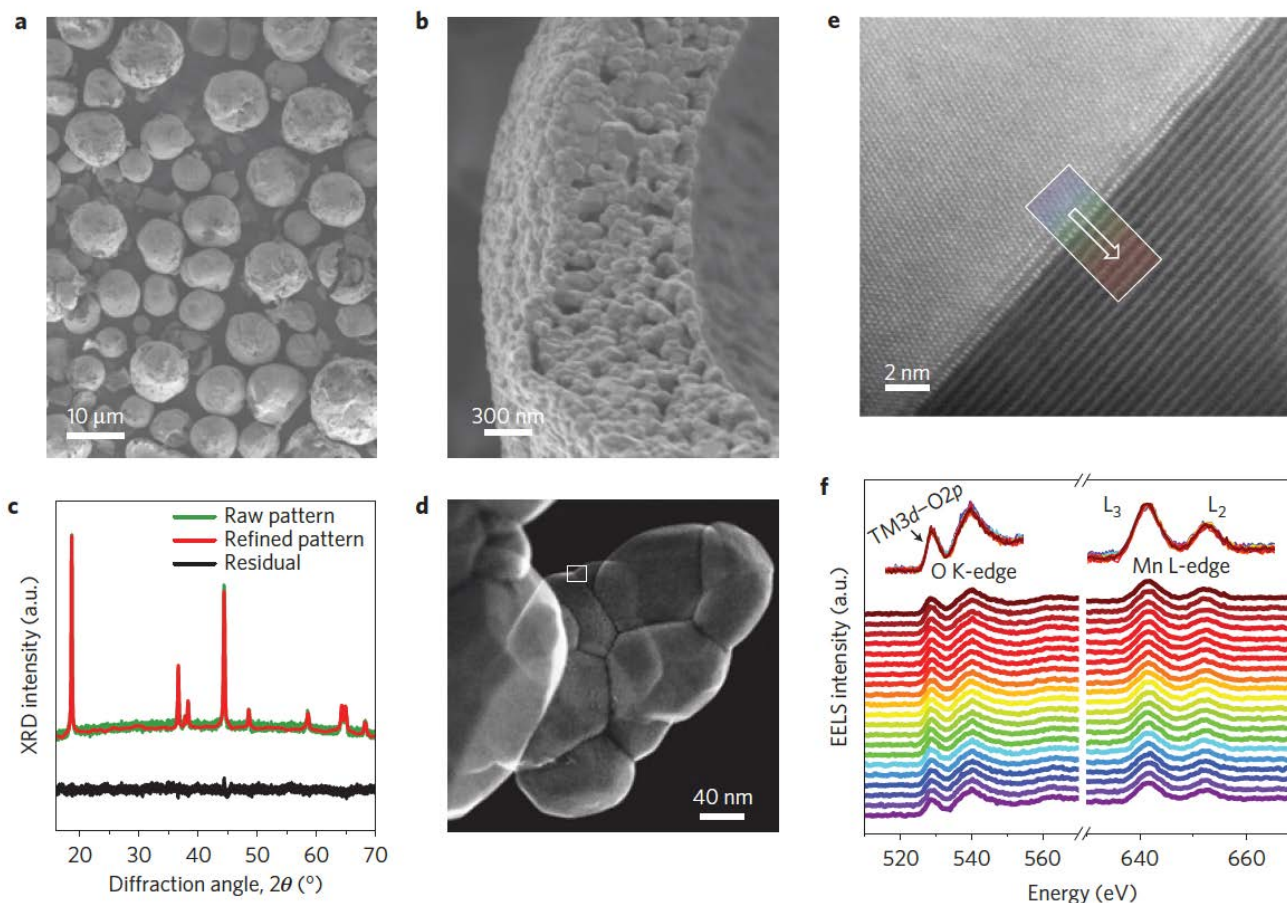 a
10 μm
b
300 nm
e
2 nm
c
Raw pattern
Refined pattern
Residual
XRD intensity (a.u.)
20 30 40 50 60 70
Diffraction angle, 2θ (°)
d
40 nm
f
TM3d–O2p
O K-edge
L3
L2
Mn L-edge
EELS intensity (a.u.)
520 540 560 640 660
Energy (eV)